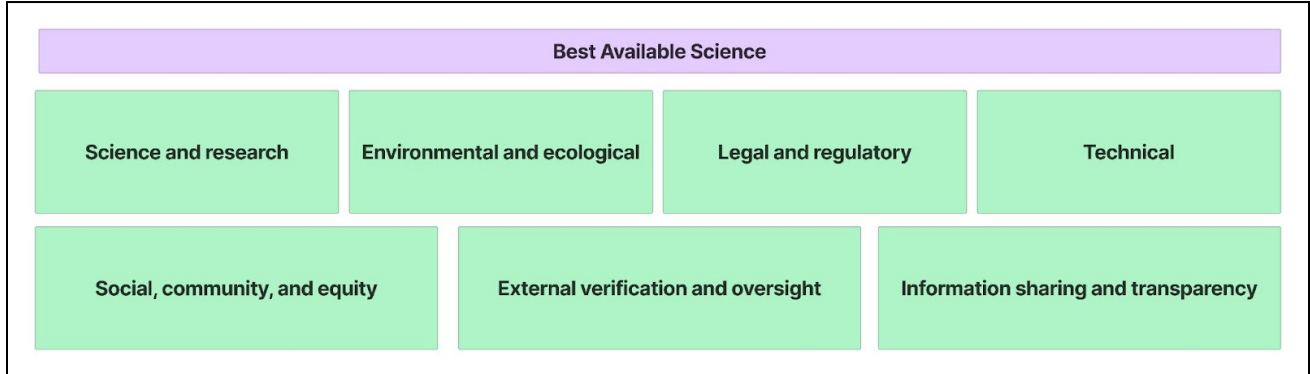 Best Available Science
Science and research
Environmental and ecological
Legal and regulatory
Technical
Social, community, and equity
External verification and oversight
Information sharing and transparency